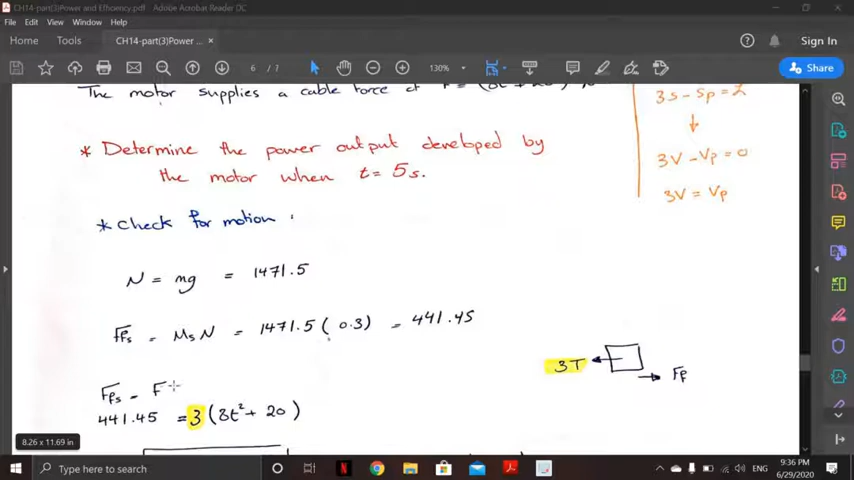 CH14-part(3)Power and Effhoency.pdf - Adobe Acrobat Reader DC
File Edit View Window Help
Home Tools CH14-part(3)Power ... × Sign In
6 / 7 130% Share
The motor supplies a cable force of F = (8t² + 20)
3s - Sp = L
↓
3V - Vp = 0
3V = Vp
* Determine the power output developed by
the motor when t = 5s.
* Check for motion :
N = mg = 1471.5
Ffs = Ms N = 1471.5 ( 0.3 ) = 441.45
3T
Ff
Ffs = F
441.45 = 3 (8t² + 20 )
8.26 x 11.69 in
Type here to search
ENG
9:36 PM
6/29/2020